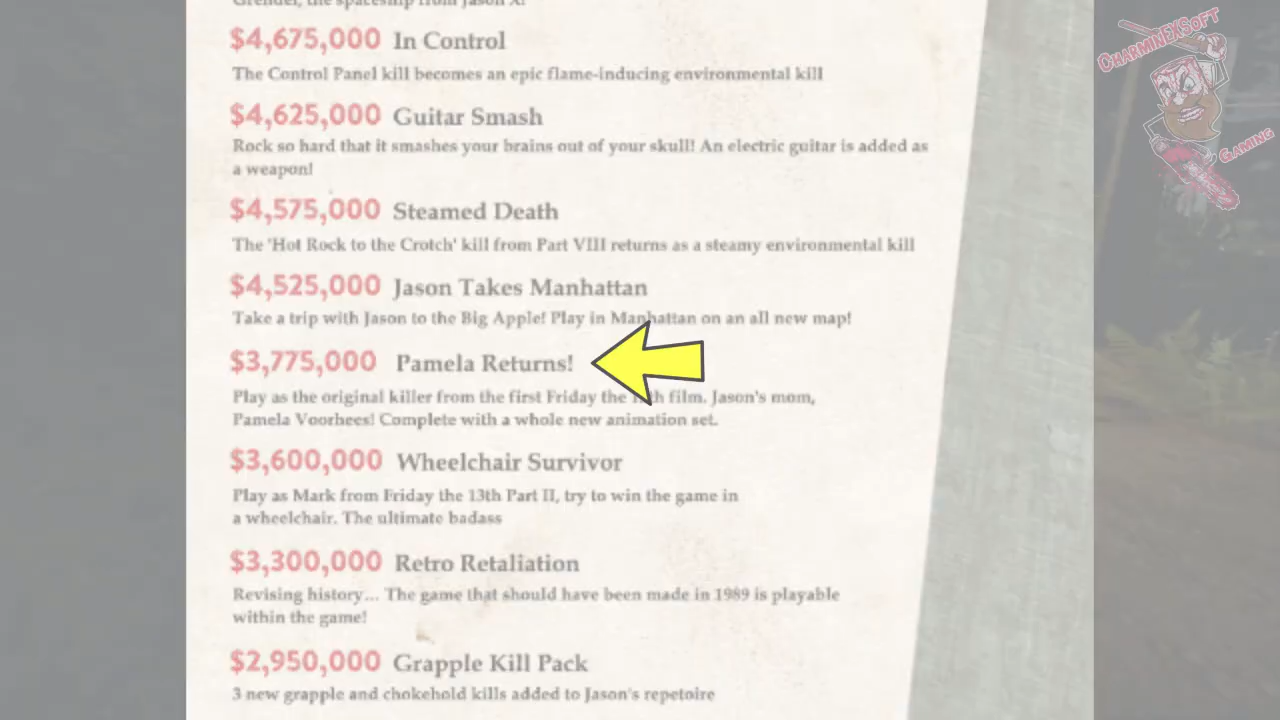 Grendel, the spaceship from Jason X!
$4,675,000 In Control
The Control Panel kill becomes an epic flame-inducing environmental kill
$4,625,000 Guitar Smash
Rock so hard that it smashes your brains out of your skull! An electric guitar is added as
a weapon!
$4,575,000 Steamed Death
The 'Hot Rock to the Crotch' kill from Part VIII returns as a steamy environmental kill
$4,525,000 Jason Takes Manhattan
Take a trip with Jason to the Big Apple! Play in Manhattan on an all new map!
$3,775,000 Pamela Returns!
Play as the original killer from the first Friday the 13th film. Jason's mom,
Pamela Voorhees! Complete with a whole new animation set.
$3,600,000 Wheelchair Survivor
Play as Mark from Friday the 13th Part II, try to win the game in
a wheelchair. The ultimate badass
$3,300,000 Retro Retaliation
Revising history... The game that should have been made in 1989 is playable
within the game!
$2,950,000 Grapple Kill Pack
3 new grapple and chokehold kills added to Jason's repetoire
CHARMINEXSOFT
GAMING